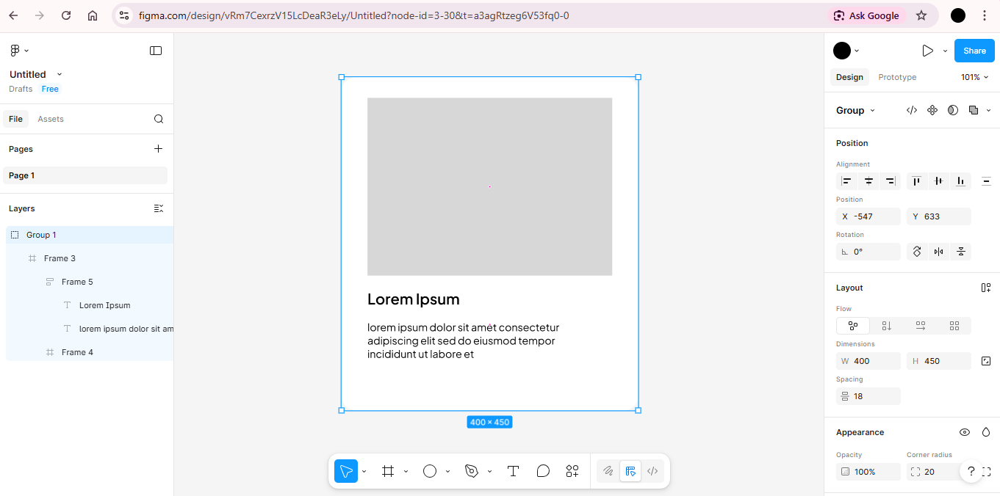 figma.com/design/vRm7CexrzV15LcDeaR3eLy/Untitled?node-id=3-30&t=a3agRtzeg6V53fq0-0
Ask Google
Untitled
Drafts Free
File Assets
Pages
Page 1
Layers
Group 1
Frame 3
Frame 5
Lorem Ipsum
lorem ipsum dolor sit am
Frame 4
Lorem Ipsum
lorem ipsum dolor sit amet consectetur
adipiscing elit sed do eiusmod tempor
incididunt ut labore et
400 × 450
Share
Design Prototype 101%
Group
Position
Alignment
Position
X -547 Y 633
Rotation
0°
Layout
Flow
Dimensions
W 400 H 450
Spacing
18
Appearance
Opacity Corner radius
100% 20 ?